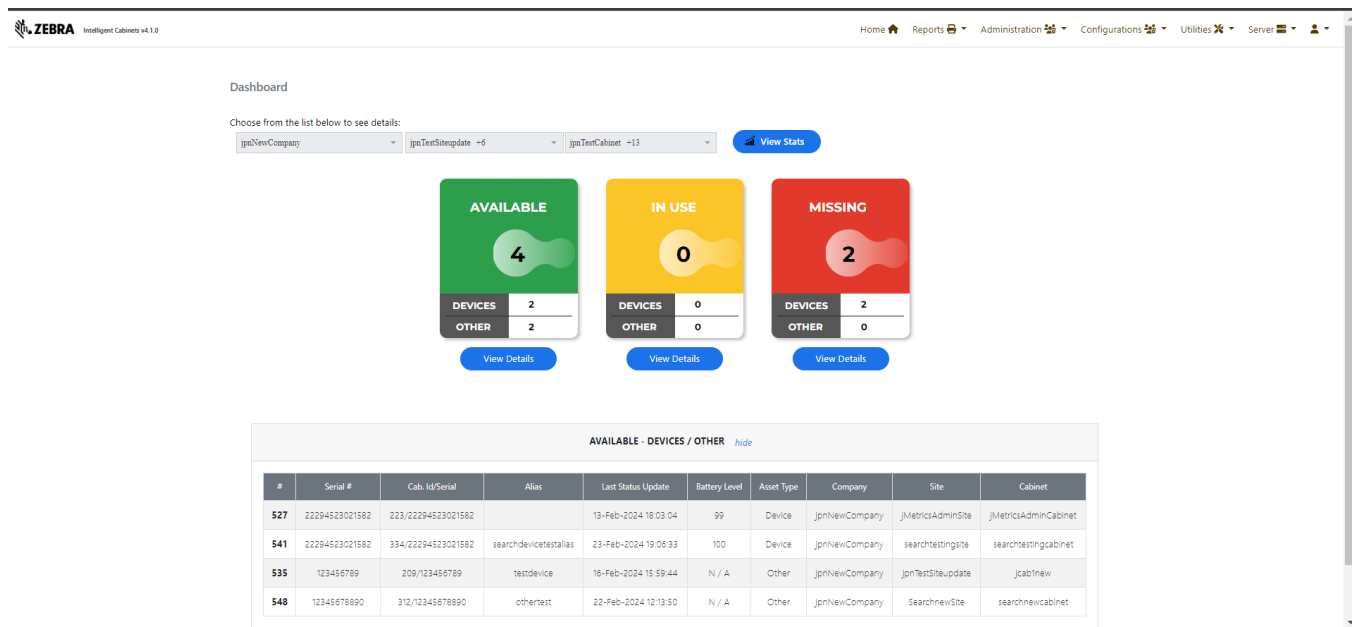 ZEBRA Intelligent Cabinets v4.1.0 Home Reports Administration Configurations Utilities Server
Dashboard
Choose from the list below to see details:
jpnNewCompany jpnTestSiteupdate +6 jpnTestCabinet +13 View Stats
AVAILABLE IN USE MISSING
4 0 2
DEVICES 2 DEVICES 0 DEVICES 2
OTHER 2 OTHER 0 OTHER 0
View Details View Details View Details
AVAILABLE - DEVICES / OTHER hide
# Serial # Cab. Id/Serial Alias Last Status Update Battery Level Asset Type Company Site Cabinet
527 22294523021582 223/22294523021582 13-Feb-2024 18:03:04 99 Device jpnNewCompany jMetricsAdminSite jMetricsAdminCabinet
541 22294523021582 334/22294523021582 searchdevicetestalias 23-Feb-2024 19:06:33 100 Device jpnNewCompany searchtestingsite searchtestingcabinet
535 123456789 209/123456789 testdevice 16-Feb-2024 15:59:44 N / A Other jpnNewCompany jpnTestSiteupdate jcab1new
548 12345678890 312/12345678890 othertest 22-Feb-2024 12:13:50 N / A Other jpnNewCompany SearchnewSite searchnewcabinet